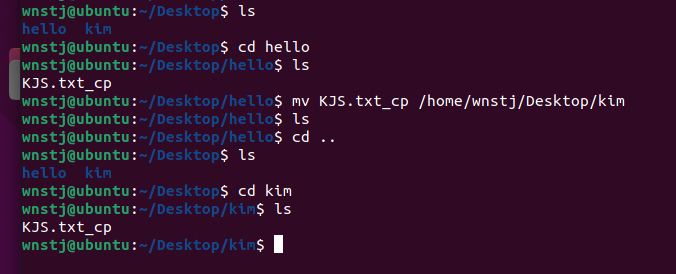 wnstj@ubuntu:~/Desktop$ ls
hello  kim
wnstj@ubuntu:~/Desktop$ cd hello
wnstj@ubuntu:~/Desktop/hello$ ls
KJS.txt_cp
wnstj@ubuntu:~/Desktop/hello$ mv KJS.txt_cp /home/wnstj/Desktop/kim
wnstj@ubuntu:~/Desktop/hello$ ls
wnstj@ubuntu:~/Desktop/hello$ cd ..
wnstj@ubuntu:~/Desktop$ ls
hello  kim
wnstj@ubuntu:~/Desktop$ cd kim
wnstj@ubuntu:~/Desktop/kim$ ls
KJS.txt_cp
wnstj@ubuntu:~/Desktop/kim$